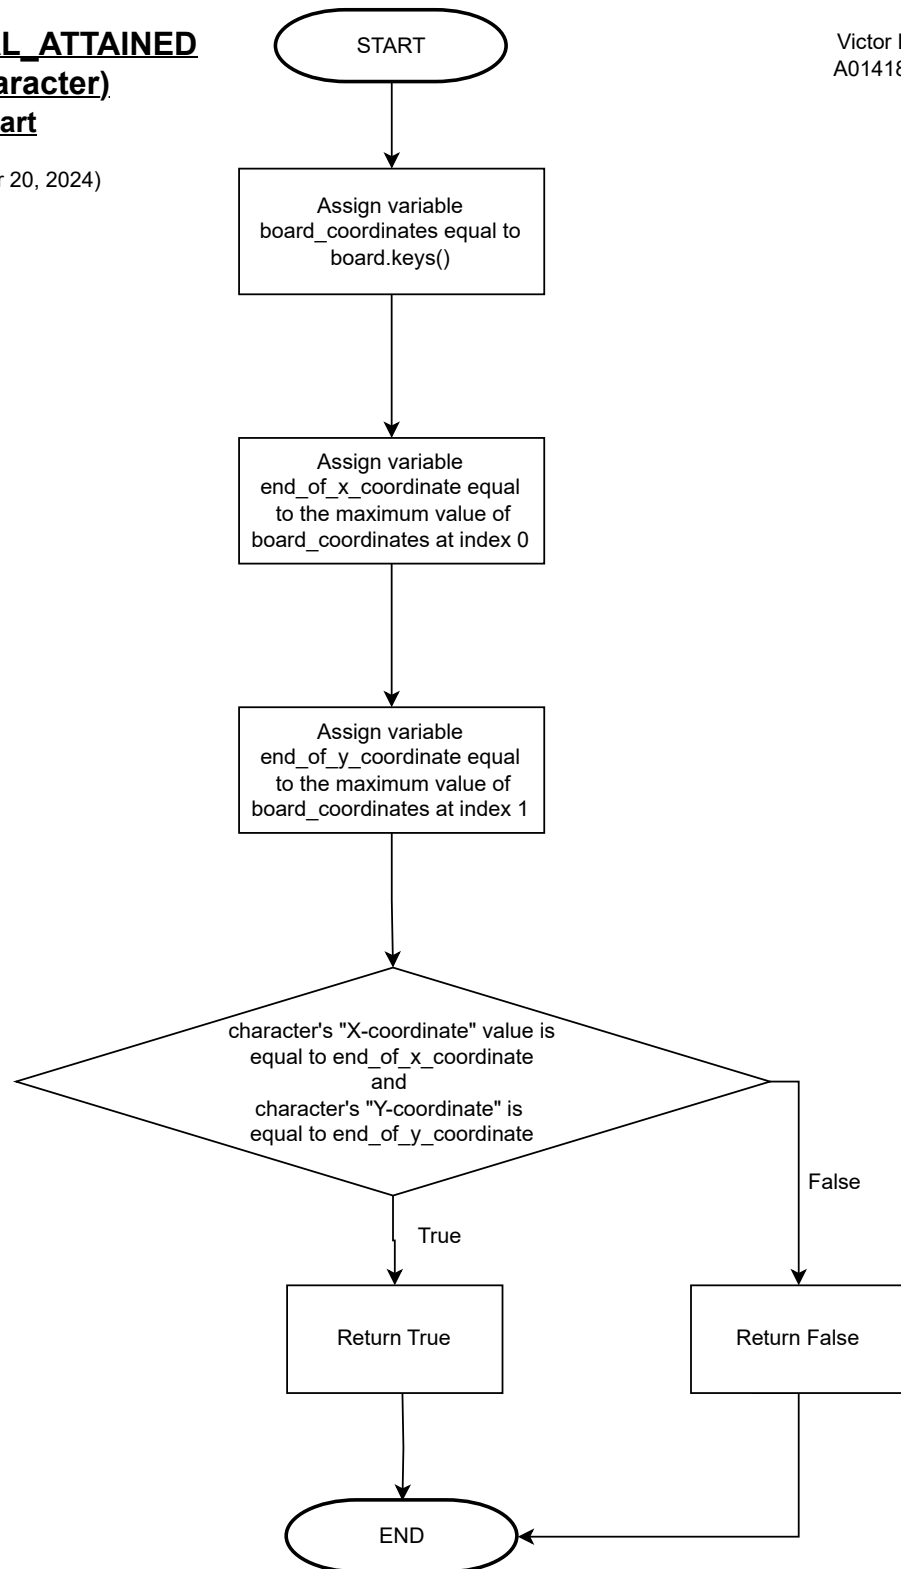 AL_ATTAINED
aracter)
art
r 20, 2024)
Victor
A01418
START
Assign variable
board_coordinates equal to
board.keys()
Assign variable
end_of_x_coordinate equal
to the maximum value of
board_coordinates at index 0
Assign variable
end_of_y_coordinate equal
to the maximum value of
board_coordinates at index 1
character's "X-coordinate" value is
equal to end_of_x_coordinate
and
character's "Y-coordinate" is
equal to end_of_y_coordinate
False
True
Return True
Return False
END